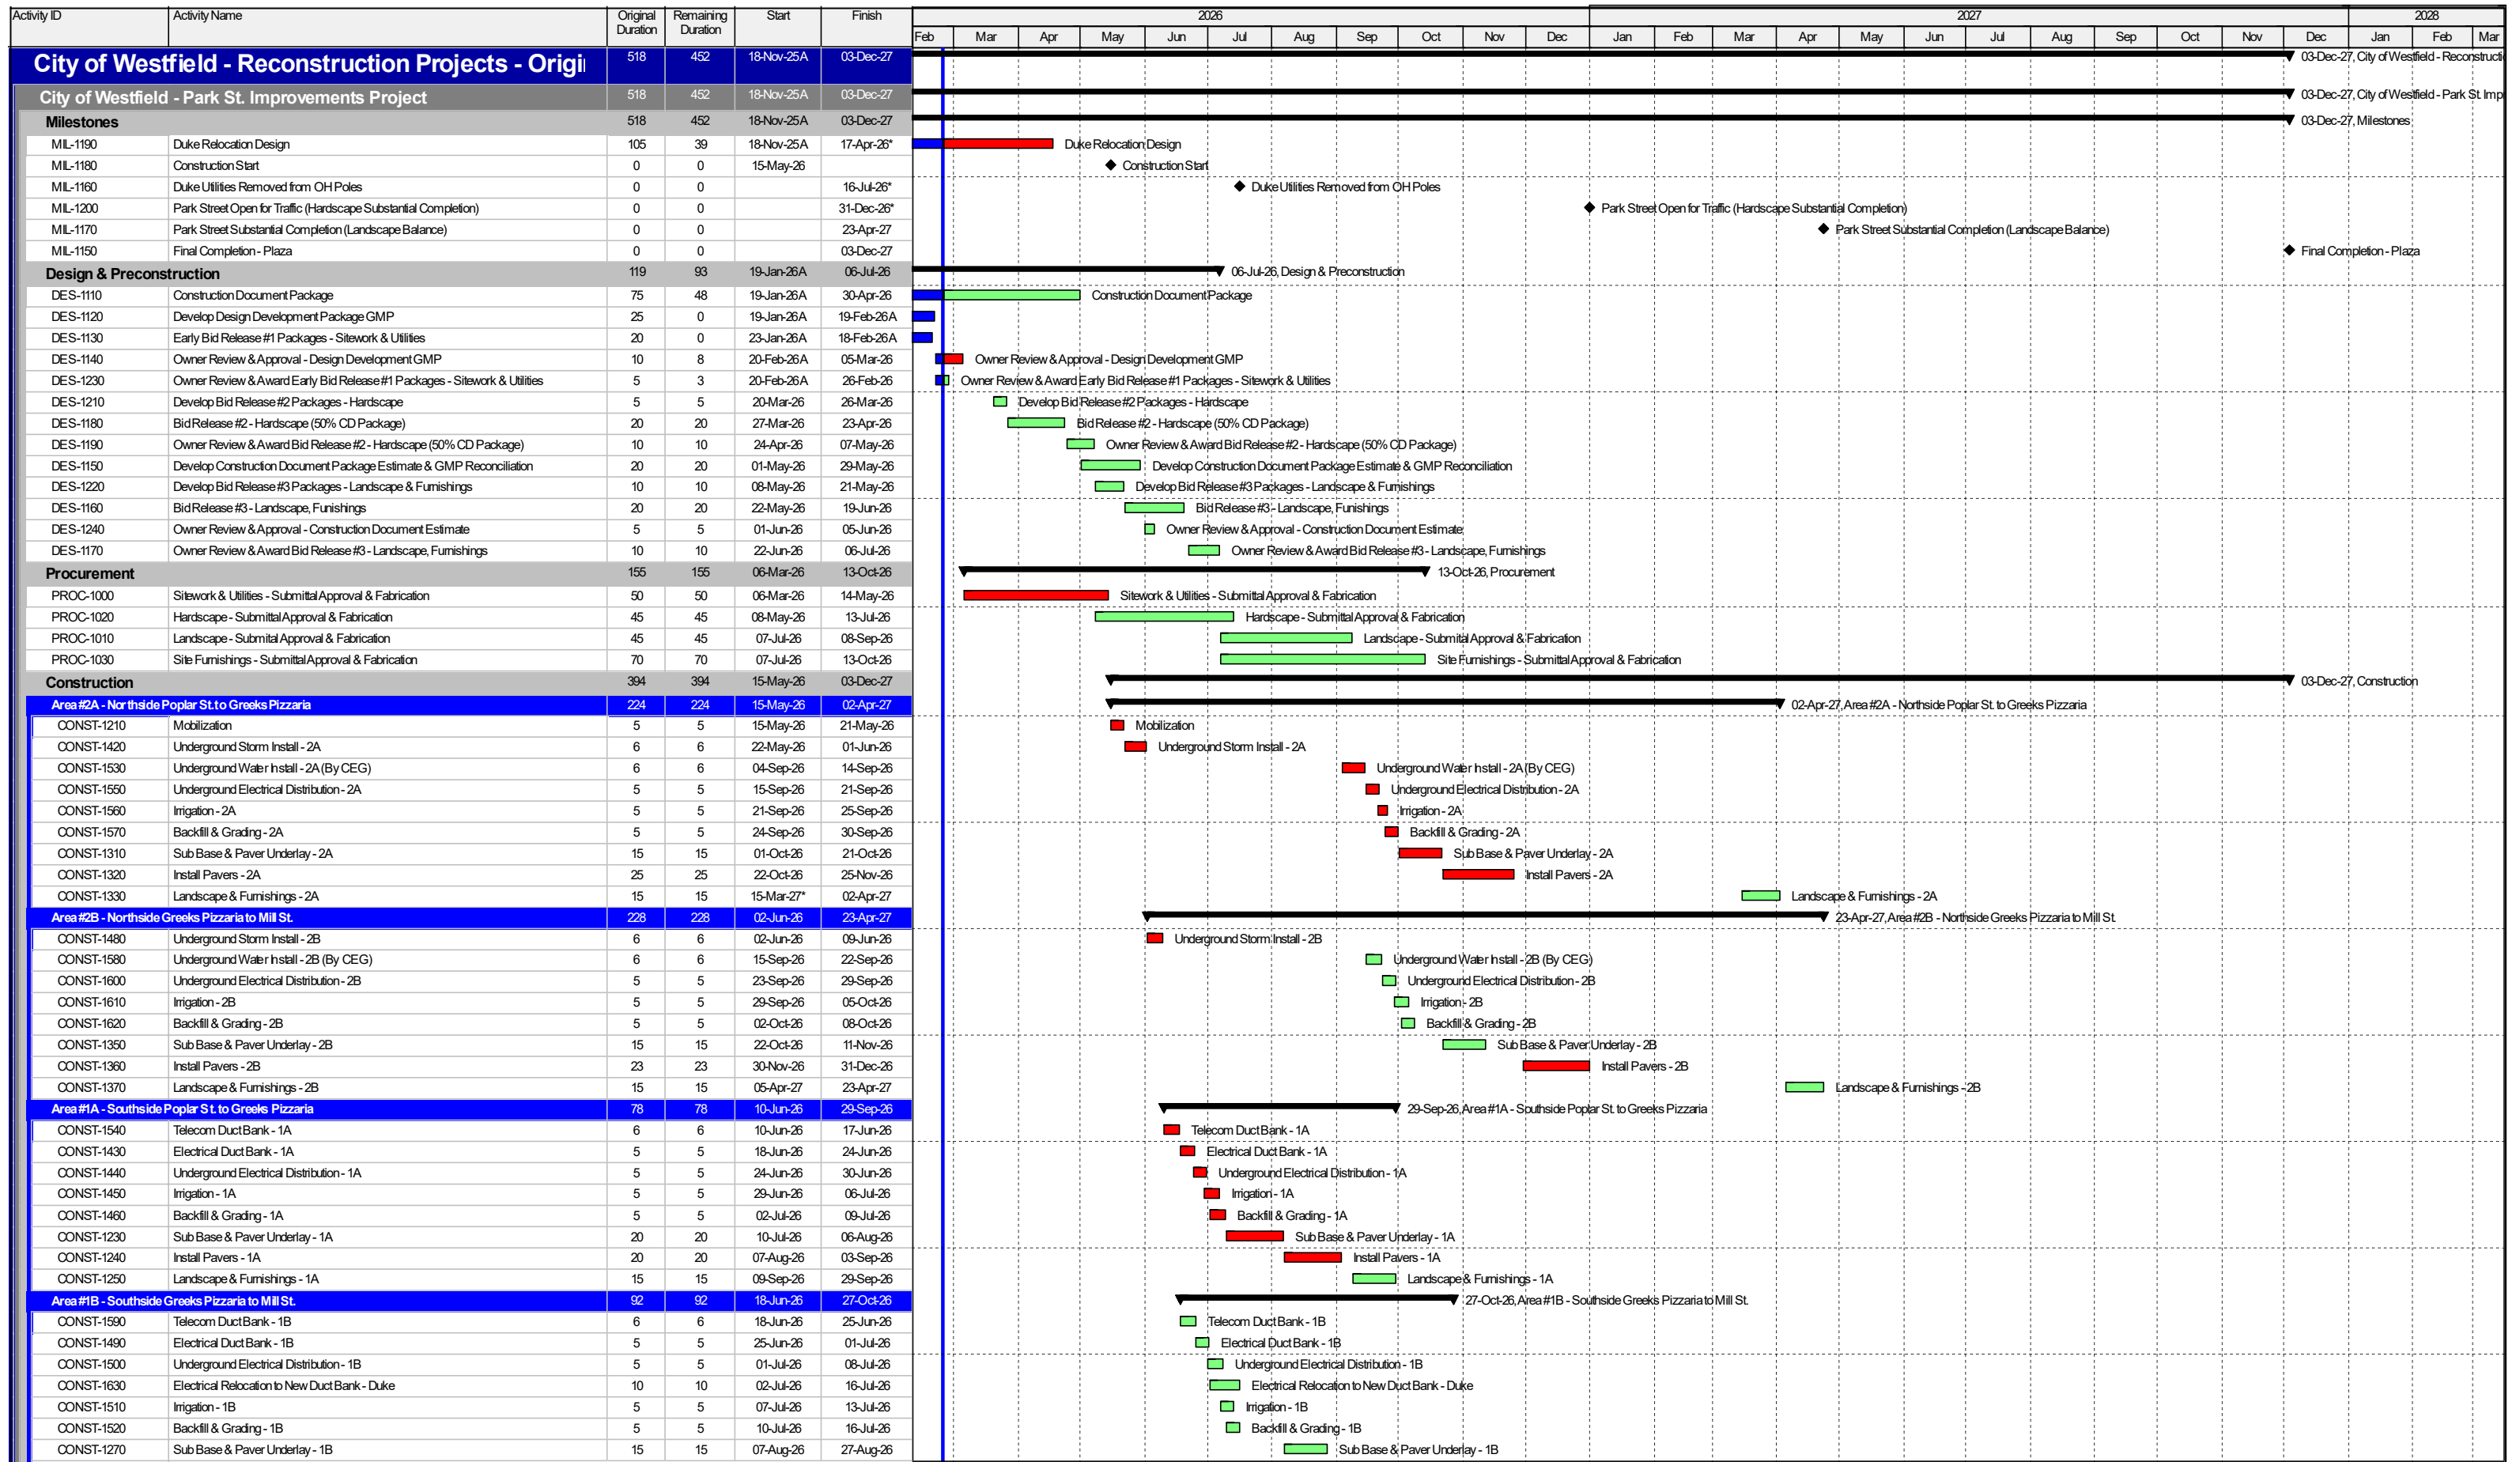 Activity ID Activity Name Original Duration Remaining Duration Start Finish 2026 2027 2028
Feb Mar Apr May Jun Jul Aug Sep Oct Nov Dec Jan Feb Mar Apr May Jun Jul Aug Sep Oct Nov Dec Jan Feb Mar
City of Westfield - Reconstruction Projects - Origi 518 452 18-Nov-25A 03-Dec-27 03-Dec-27, City of Westfield - Reconstructi
City of Westfield - Park St. Improvements Project 518 452 18-Nov-25A 03-Dec-27 03-Dec-27, City of Westfield - Park St. Imp
Milestones 518 452 18-Nov-25A 03-Dec-27 03-Dec-27, Milestones
MIL-1190 Duke Relocation Design 105 39 18-Nov-25A 17-Apr-26* Duke Relocation Design
MIL-1180 Construction Start 0 0 15-May-26 Construction Start
MIL-1160 Duke Utilities Removed from OH Poles 0 0 16-Jul-26* Duke Utilities Removed from OH Poles
MIL-1200 Park Street Open for Traffic (Hardscape Substantial Completion) 0 0 31-Dec-26* Park Street Open for Traffic (Hardscape Substantial Completion)
MIL-1170 Park Street Substantial Completion (Landscape Balance) 0 0 23-Apr-27 Park Street Substantial Completion (Landscape Balance)
MIL-1150 Final Completion - Plaza 0 0 03-Dec-27 Final Completion - Plaza
Design & Preconstruction 119 93 19-Jan-26A 06-Jul-26 06-Jul-26, Design & Preconstruction
DES-1110 Construction Document Package 75 48 19-Jan-26A 30-Apr-26 Construction Document Package
DES-1120 Develop Design Development Package GMP 25 0 19-Jan-26A 19-Feb-26A
DES-1130 Early Bid Release #1 Packages - Sitework & Utilities 20 0 23-Jan-26A 18-Feb-26A
DES-1140 Owner Review & Approval - Design Development GMP 10 8 20-Feb-26A 05-Mar-26 Owner Review & Approval - Design Development GMP
DES-1230 Owner Review & Award Early Bid Release #1 Packages - Sitework & Utilities 5 3 20-Feb-26A 26-Feb-26 Owner Review & Award Early Bid Release #1 Packages - Sitework & Utilities
DES-1210 Develop Bid Release #2 Packages - Hardscape 5 5 20-Mar-26 26-Mar-26 Develop Bid Release #2 Packages - Hardscape
DES-1180 Bid Release #2 - Hardscape (50% CD Package) 20 20 27-Mar-26 23-Apr-26 Bid Release #2 - Hardscape (50% CD Package)
DES-1190 Owner Review & Award Bid Release #2 - Hardscape (50% CD Package) 10 10 24-Apr-26 07-May-26 Owner Review & Award Bid Release #2 - Hardscape (50% CD Package)
DES-1150 Develop Construction Document Package Estimate & GMP Reconciliation 20 20 01-May-26 29-May-26 Develop Construction Document Package Estimate & GMP Reconciliation
DES-1220 Develop Bid Release #3 Packages - Landscape & Furnishings 10 10 08-May-26 21-May-26 Develop Bid Release #3 Packages - Landscape & Furnishings
DES-1160 Bid Release #3 - Landscape, Funishings 20 20 22-May-26 19-Jun-26 Bid Release #3 - Landscape, Funishings
DES-1240 Owner Review & Approval - Construction Document Estimate 5 5 01-Jun-26 05-Jun-26 Owner Review & Approval - Construction Document Estimate
DES-1170 Owner Review & Award Bid Release #3 - Landscape, Furnishings 10 10 22-Jun-26 06-Jul-26 Owner Review & Award Bid Release #3 - Landscape, Furnishings
Procurement 155 155 06-Mar-26 13-Oct-26 13-Oct-26, Procurement
PROC-1000 Sitework & Utilities - Submittal Approval & Fabrication 50 50 06-Mar-26 14-May-26 Sitework & Utilities - Submittal Approval & Fabrication
PROC-1020 Hardscape - Submittal Approval & Fabrication 45 45 08-May-26 13-Jul-26 Hardscape - Submittal Approval & Fabrication
PROC-1010 Landscape - Submital Approval & Fabrication 45 45 07-Jul-26 08-Sep-26 Landscape - Submital Approval & Fabrication
PROC-1030 Site Furnishings - Submittal Approval & Fabrication 70 70 07-Jul-26 13-Oct-26 Site Furnishings - Submittal Approval & Fabrication
Construction 394 394 15-May-26 03-Dec-27 03-Dec-27, Construction
Area #2A - Northside Poplar St. to Greeks Pizzaria 224 224 15-May-26 02-Apr-27 02-Apr-27, Area #2A - Northside Poplar St. to Greeks Pizzaria
CONST-1210 Mobilization 5 5 15-May-26 21-May-26 Mobilization
CONST-1420 Underground Storm Install - 2A 6 6 22-May-26 01-Jun-26 Underground Storm Install - 2A
CONST-1530 Underground Water Install - 2A (By CEG) 6 6 04-Sep-26 14-Sep-26 Underground Water Install - 2A (By CEG)
CONST-1550 Underground Electrical Distribution - 2A 5 5 15-Sep-26 21-Sep-26 Underground Electrical Distribution - 2A
CONST-1560 Irrigation - 2A 5 5 21-Sep-26 25-Sep-26 Irrigation - 2A
CONST-1570 Backfill & Grading - 2A 5 5 24-Sep-26 30-Sep-26 Backfill & Grading - 2A
CONST-1310 Sub Base & Paver Underlay - 2A 15 15 01-Oct-26 21-Oct-26 Sub Base & Paver Underlay - 2A
CONST-1320 Install Pavers - 2A 25 25 22-Oct-26 25-Nov-26 Install Pavers - 2A
CONST-1330 Landscape & Furnishings - 2A 15 15 15-Mar-27* 02-Apr-27 Landscape & Furnishings - 2A
Area #2B - Northside Greeks Pizzaria to Mill St. 228 228 02-Jun-26 23-Apr-27 23-Apr-27, Area #2B - Northside Greeks Pizzaria to Mill St.
CONST-1480 Underground Storm Install - 2B 6 6 02-Jun-26 09-Jun-26 Underground Storm Install - 2B
CONST-1580 Underground Water Install - 2B (By CEG) 6 6 15-Sep-26 22-Sep-26 Underground Water Install - 2B (By CEG)
CONST-1600 Underground Electrical Distribution - 2B 5 5 23-Sep-26 29-Sep-26 Underground Electrical Distribution - 2B
CONST-1610 Irrigation - 2B 5 5 29-Sep-26 05-Oct-26 Irrigation - 2B
CONST-1620 Backfill & Grading - 2B 5 5 02-Oct-26 08-Oct-26 Backfill & Grading - 2B
CONST-1350 Sub Base & Paver Underlay - 2B 15 15 22-Oct-26 11-Nov-26 Sub Base & Paver Underlay - 2B
CONST-1360 Install Pavers - 2B 23 23 30-Nov-26 31-Dec-26 Install Pavers - 2B
CONST-1370 Landscape & Furnishings - 2B 15 15 05-Apr-27 23-Apr-27 Landscape & Furnishings - 2B
Area #1A - Southside Poplar St. to Greeks Pizzaria 78 78 10-Jun-26 29-Sep-26 29-Sep-26, Area #1A - Southside Poplar St. to Greeks Pizzaria
CONST-1540 Telecom Duct Bank - 1A 6 6 10-Jun-26 17-Jun-26 Telecom Duct Bank - 1A
CONST-1430 Electrical Duct Bank - 1A 5 5 18-Jun-26 24-Jun-26 Electrical Duct Bank - 1A
CONST-1440 Underground Electrical Distribution - 1A 5 5 24-Jun-26 30-Jun-26 Underground Electrical Distribution - 1A
CONST-1450 Irrigation - 1A 5 5 29-Jun-26 06-Jul-26 Irrigation - 1A
CONST-1460 Backfill & Grading - 1A 5 5 02-Jul-26 09-Jul-26 Backfill & Grading - 1A
CONST-1230 Sub Base & Paver Underlay - 1A 20 20 10-Jul-26 06-Aug-26 Sub Base & Paver Underlay - 1A
CONST-1240 Install Pavers - 1A 20 20 07-Aug-26 03-Sep-26 Install Pavers - 1A
CONST-1250 Landscape & Furnishings - 1A 15 15 09-Sep-26 29-Sep-26 Landscape & Furnishings - 1A
Area #1B - Southside Greeks Pizzaria to Mill St. 92 92 18-Jun-26 27-Oct-26 27-Oct-26, Area #1B - Southside Greeks Pizzaria to Mill St.
CONST-1590 Telecom Duct Bank - 1B 6 6 18-Jun-26 25-Jun-26 Telecom Duct Bank - 1B
CONST-1490 Electrical Duct Bank - 1B 5 5 25-Jun-26 01-Jul-26 Electrical Duct Bank - 1B
CONST-1500 Underground Electrical Distribution - 1B 5 5 01-Jul-26 08-Jul-26 Underground Electrical Distribution - 1B
CONST-1630 Electrical Relocation to New Duct Bank - Duke 10 10 02-Jul-26 16-Jul-26 Electrical Relocation to New Duct Bank - Duke
CONST-1510 Irrigation - 1B 5 5 07-Jul-26 13-Jul-26 Irrigation - 1B
CONST-1520 Backfill & Grading - 1B 5 5 10-Jul-26 16-Jul-26 Backfill & Grading - 1B
CONST-1270 Sub Base & Paver Underlay - 1B 15 15 07-Aug-26 27-Aug-26 Sub Base & Paver Underlay - 1B